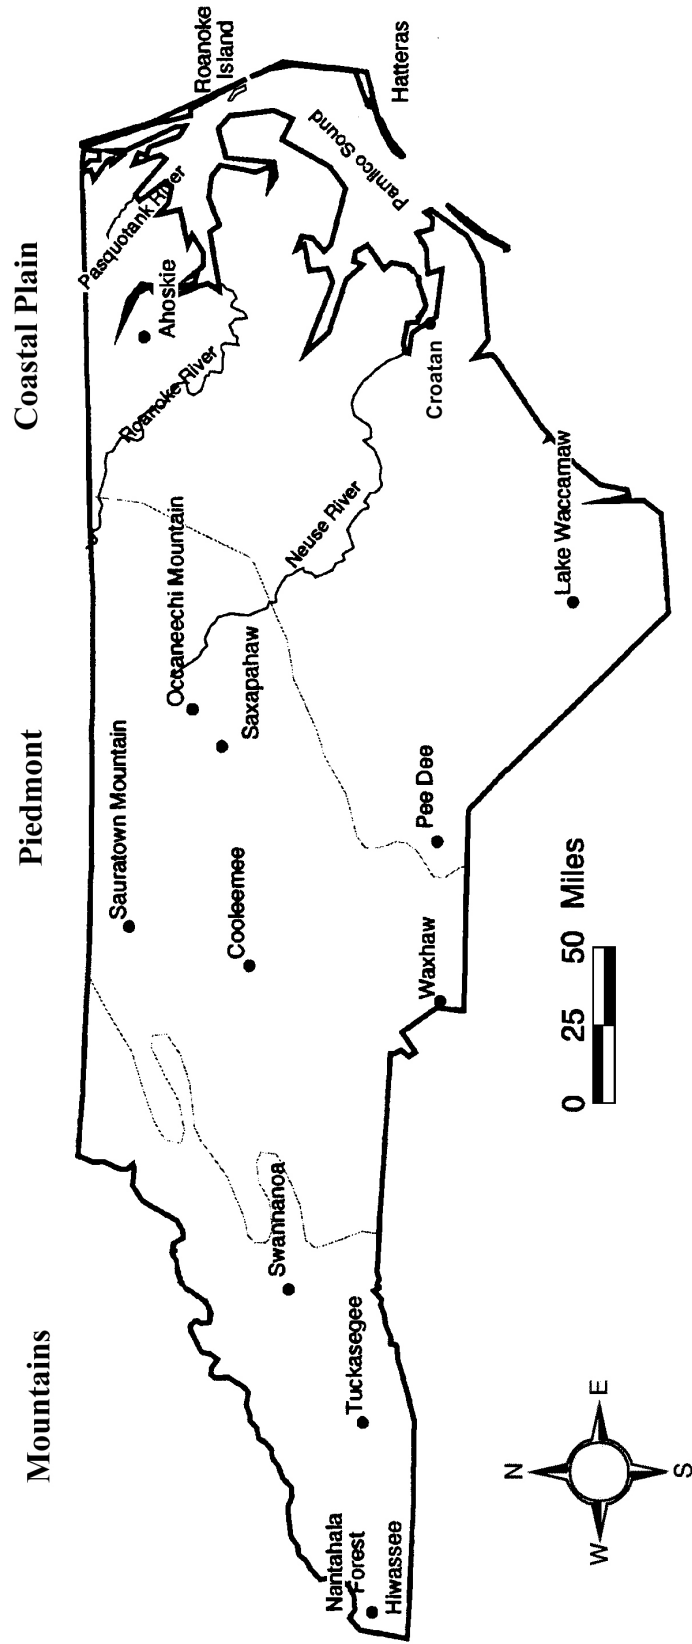 Mountains
Piedmont
Coastal Plain
Roanoke
Island
Hatteras
Pamlico Sound
Pasquotank River
Ahoskie
Roanoke River
Croatan
Neuse River
Lake Waccamaw
Occaneechi Mountain
Saxapahaw
Sauratown Mountain
Pee Dee
Cooleemee
Waxhaw
Swannanoa
Tuckasegee
Nantahala
Forest
Hiwassee
0 25 50 Miles
N
W E
S